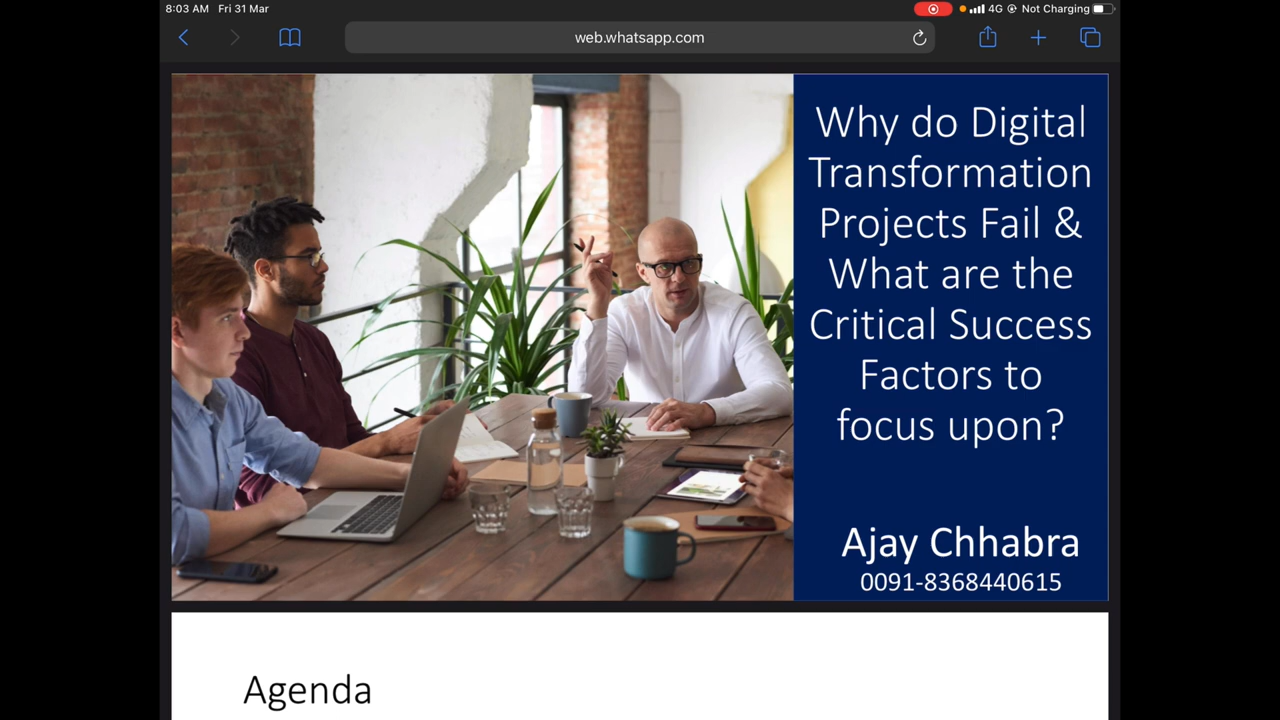 8:03 AM Fri 31 Mar
4G Not Charging
web.whatsapp.com
Why do Digital
Transformation
Projects Fail &
What are the
Critical Success
Factors to
focus upon?
Ajay Chhabra
0091-8368440615
Agenda